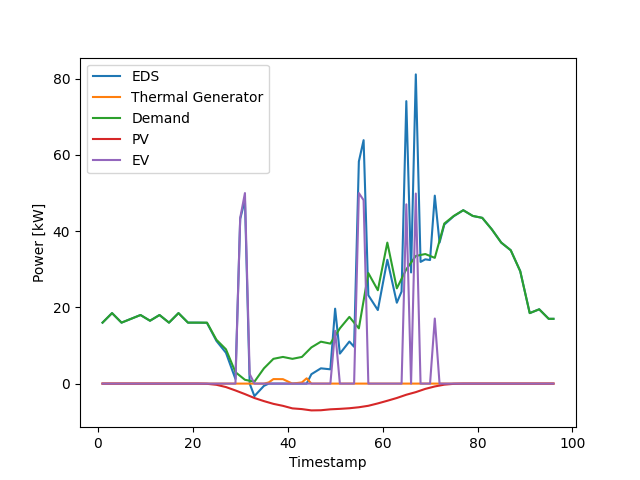 EDS
Thermal Generator
Demand
PV
EV
80
60
40
20
0
Power [kW]
0 20 40 60 80 100
Timestamp